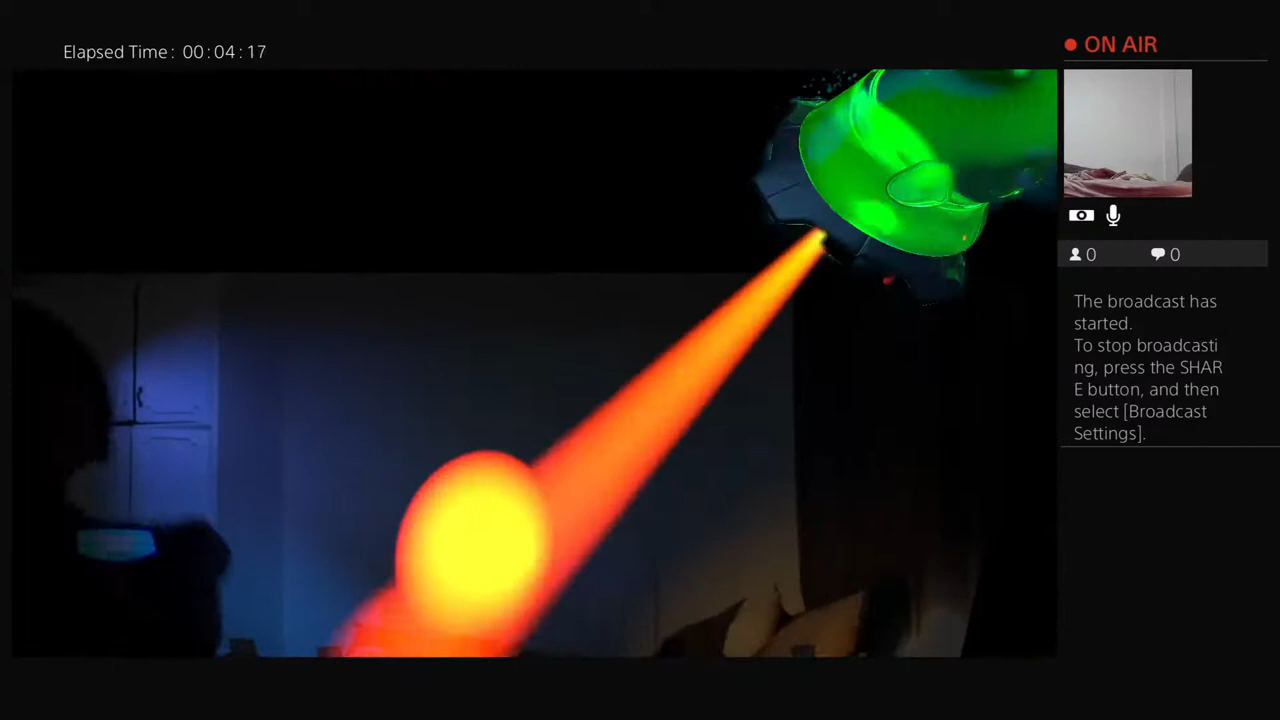 Elapsed Time: 00:04:17
ON AIR
0 0
The broadcast has
started.
To stop broadcasti
ng, press the SHAR
E button, and then
select [Broadcast
Settings].